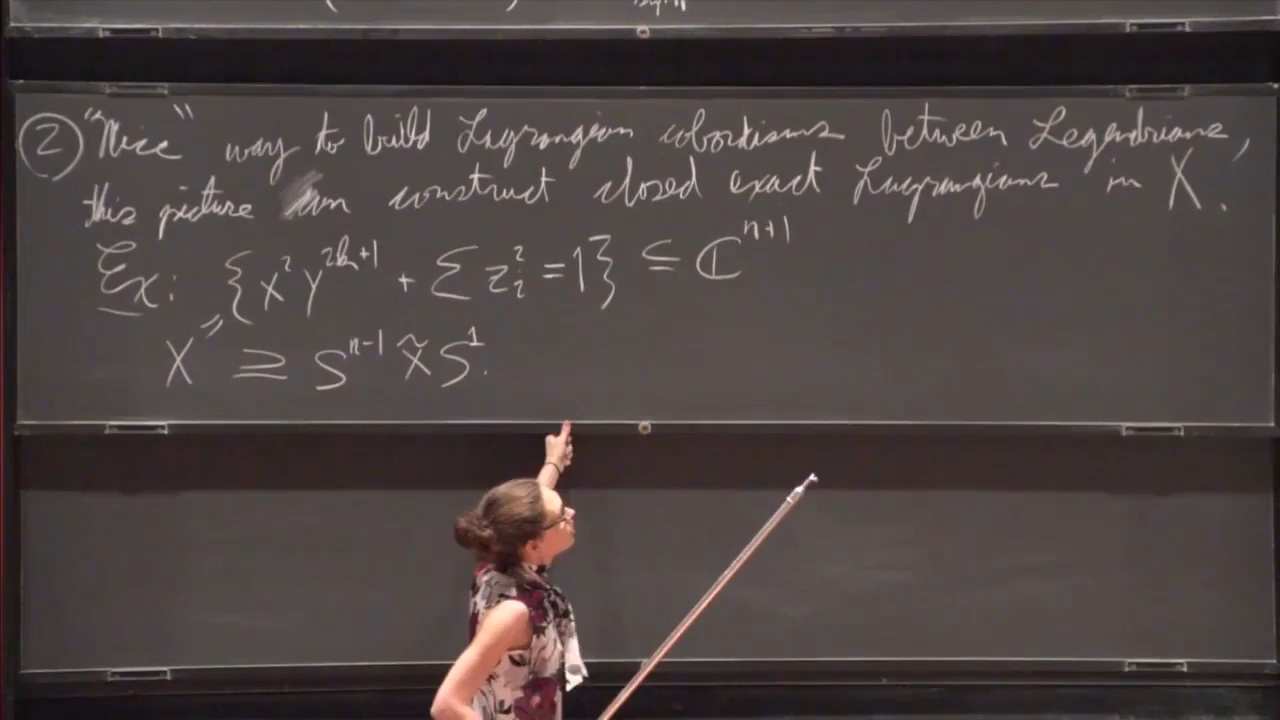 ② "Nice" way to build Lagrangian cobordisms between Legendrians,
this picture can construct closed exact Lagrangians in X.
Ex: {x²y^{2k+1} + Σz_i² = 1} ⊆ ℂ^{n+1}
X ⊇ S^{n-1} ×̃ S¹.